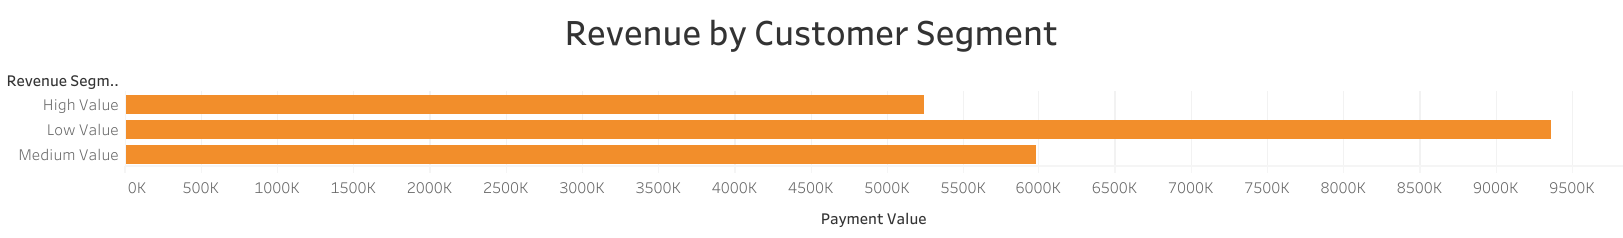 Revenue by Customer Segment
Revenue Segm..
High Value
Low Value
Medium Value
0K 500K 1000K 1500K 2000K 2500K 3000K 3500K 4000K 4500K 5000K 5500K 6000K 6500K 7000K 7500K 8000K 8500K 9000K 9500K
Payment Value